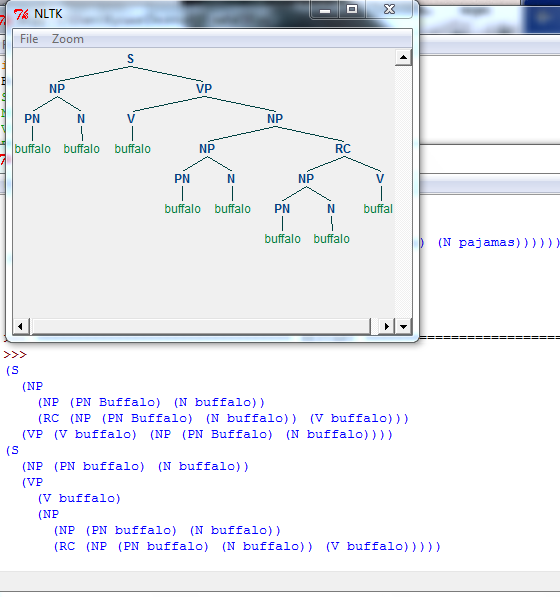 NLTK
File Zoom
S
NP VP
PN N V NP
buffalo buffalo buffalo NP RC
PN N NP V
buffalo buffalo PN N buffal
buffalo buffalo
) (N pajamas))))))
>>>
(S
(NP
(NP (PN Buffalo) (N buffalo))
(RC (NP (PN Buffalo) (N buffalo)) (V buffalo)))
(VP (V buffalo) (NP (PN Buffalo) (N buffalo))))
(S
(NP (PN buffalo) (N buffalo))
(VP
(V buffalo)
(NP
(NP (PN buffalo) (N buffalo))
(RC (NP (PN buffalo) (N buffalo)) (V buffalo)))))